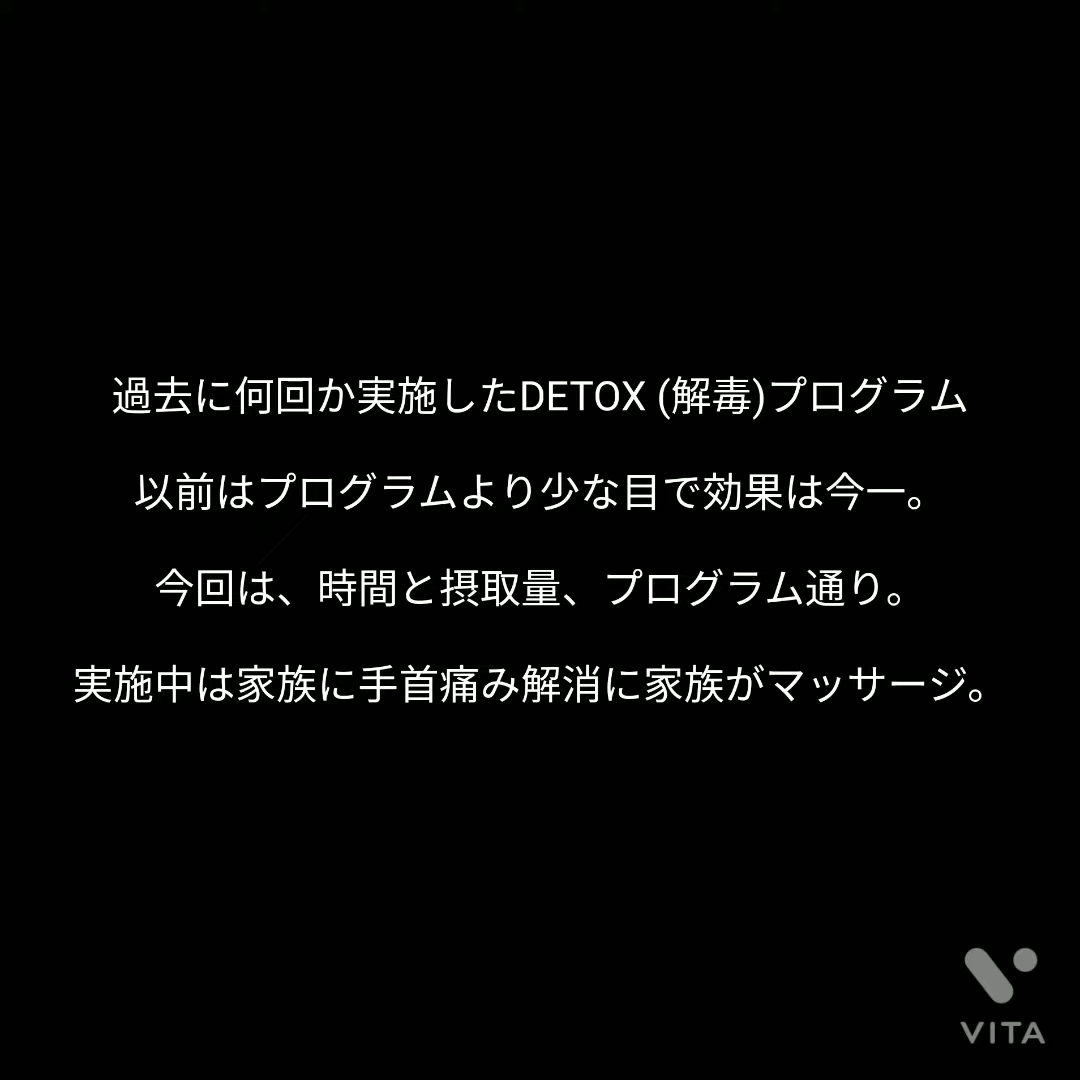 過去に何回か実施したDETOX (解毒)プログラム
以前はプログラムより少な目で効果は今一。
今回は、時間と摂取量、プログラム通り。
実施中は家族に手首痛み解消に家族がマッサージ。
VITA